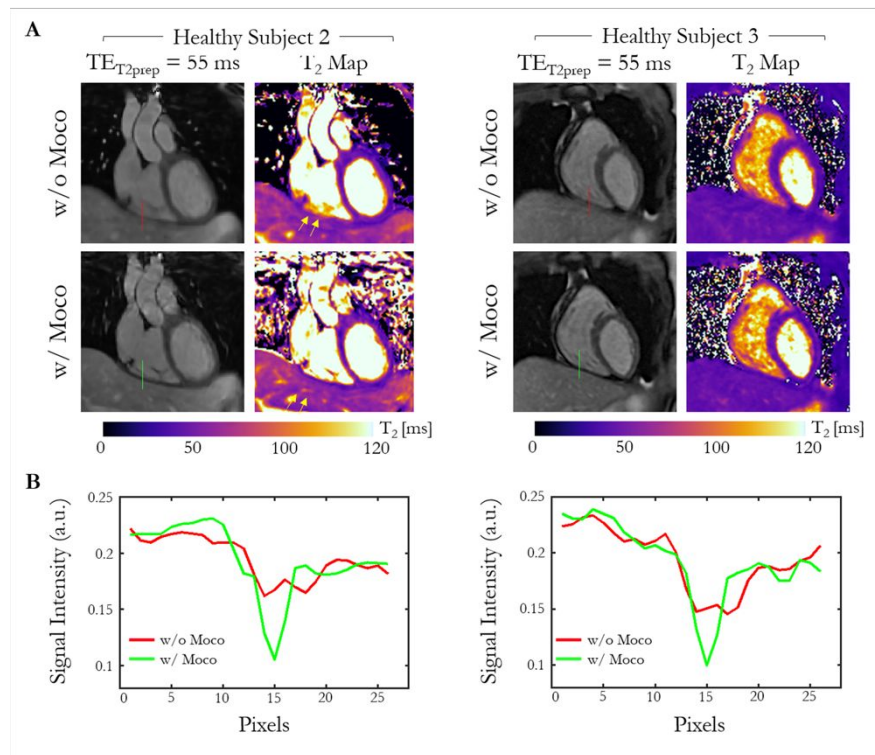 A
Healthy Subject 2
Healthy Subject 3
TE_T2prep = 55 ms
T2 Map
TE_T2prep = 55 ms
T2 Map
w/o Moco
w/o Moco
w/ Moco
w/ Moco
T2 [ms]
0 50 100 120
T2 [ms]
0 50 100 120
B
Signal Intensity (a.u.)
0.25
0.2
0.15
0.1
w/o Moco
w/ Moco
0 5 10 15 20 25
Pixels
Signal Intensity (a.u.)
0.25
0.2
0.15
0.1
w/o Moco
w/ Moco
0 5 10 15 20 25
Pixels